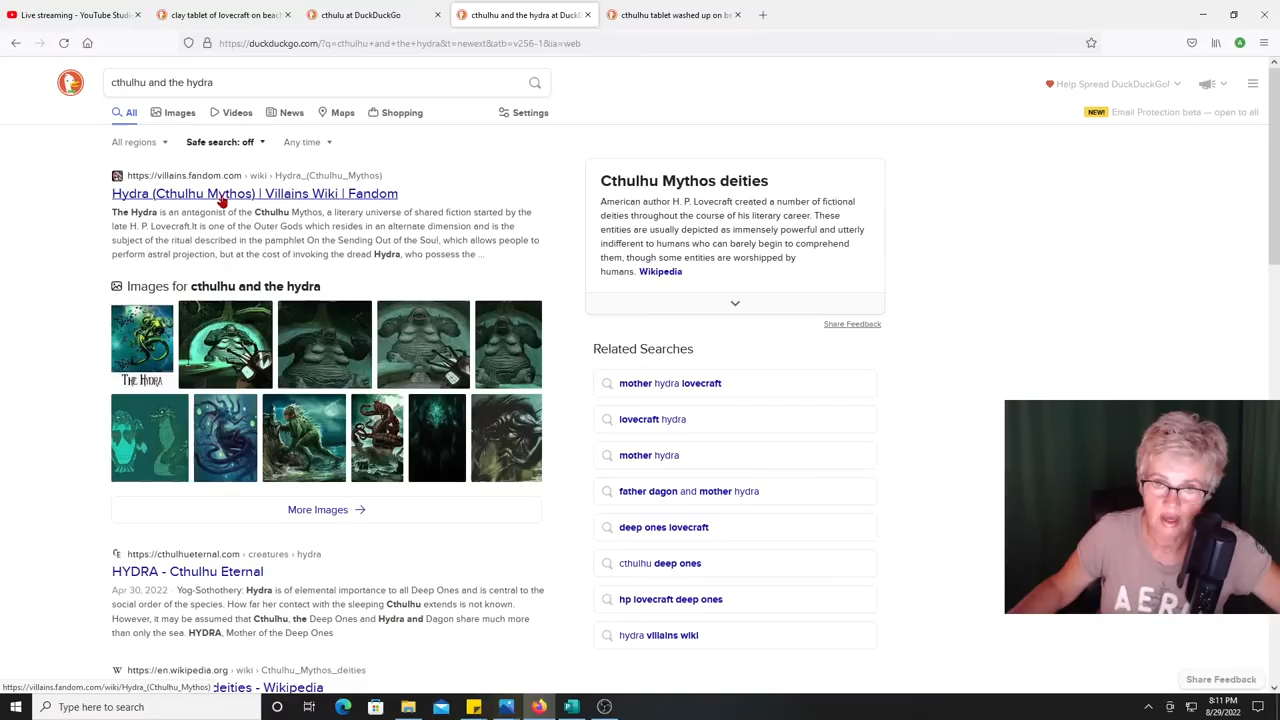 Live streaming - YouTube Studi
clay tablet of lovecraft on beac
cthulu at DuckDuckGo
cthulhu and the hydra at Duck
cthulhu tablet washed up on be
https://duckduckgo.com/?q=cthulhu+and+the+hydra&t=newext&atb=v256-1&ia=web
cthulhu and the hydra
Help Spread DuckDuckGo!
All
Images
Videos
News
Maps
Shopping
Settings
NEW!
Email Protection beta — open to all
All regions
Safe search: off
Any time
https://villains.fandom.com › wiki › Hydra_(Cthulhu_Mythos)
Hydra (Cthulhu Mythos) | Villains Wiki | Fandom
The Hydra is an antagonist of the Cthulhu Mythos, a literary universe of shared fiction started by the
late H. P. Lovecraft.It is one of the Outer Gods which resides in an alternate dimension and is the
subject of the ritual described in the pamphlet On the Sending Out of the Soul, which allows people to
perform astral projection, but at the cost of invoking the dread Hydra, who possess the ...
Images for cthulhu and the hydra
THE HYDRA
More Images
https://cthulhueternal.com › creatures › hydra
HYDRA - Cthulhu Eternal
Apr 30, 2022 · Yog-Sothothery: Hydra is of elemental importance to all Deep Ones and is central to the
social order of the species. How far her contact with the sleeping Cthulhu extends is not known.
However, it may be assumed that Cthulhu, the Deep Ones and Hydra and Dagon share much more
than only the sea. HYDRA, Mother of the Deep Ones
W https://en.wikipedia.org › wiki › Cthulhu_Mythos_deities
deities - Wikipedia
https://villains.fandom.com/wiki/Hydra_(Cthulhu_Mythos)
Cthulhu Mythos deities
American author H. P. Lovecraft created a number of fictional
deities throughout the course of his literary career. These
entities are usually depicted as immensely powerful and utterly
indifferent to humans who can barely begin to comprehend
them, though some entities are worshipped by
humans. Wikipedia
Share Feedback
Related Searches
mother hydra lovecraft
lovecraft hydra
mother hydra
father dagon and mother hydra
deep ones lovecraft
cthulhu deep ones
hp lovecraft deep ones
hydra villains wiki
AER
Share Feedback
Type here to search
8:11 PM
8/29/2022